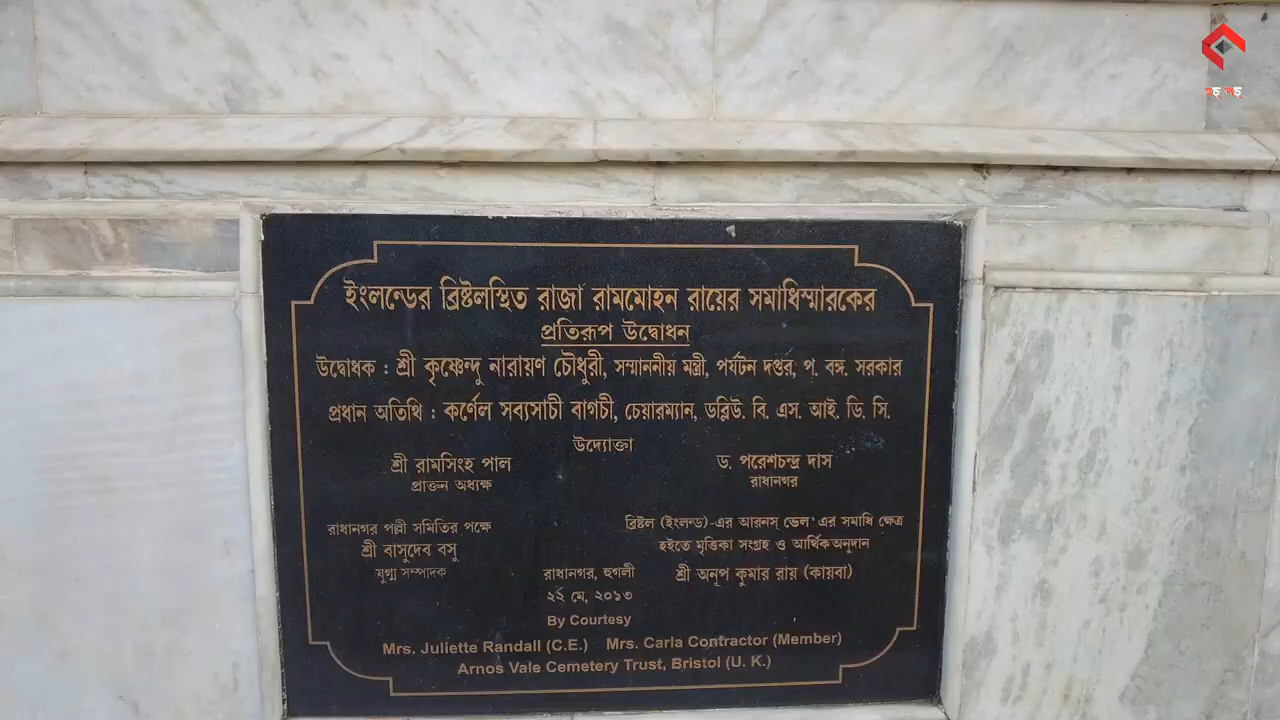 ইংলন্ডের ব্রিষ্টলস্থিত রাজা রামমোহন রায়ের সমাধিস্মারকের
প্রতিরূপ উদ্বোধন
উদ্বোধক : শ্রী কৃষ্ণেন্দু নারায়ণ চৌধুরী, সম্মাননীয় মন্ত্রী, পর্যটন দপ্তর, প. বঙ্গ. সরকার
প্রধান অতিথি : কর্ণেল সব্যসাচী বাগচী, চেয়ারম্যান, ডব্লিউ. বি. এস. আই. ডি. সি.
উদ্যোক্তা
শ্রী রামসিংহ পাল
প্রাক্তন অধ্যক্ষ
ড. পরেশচন্দ্র দাস
রাধানগর
রাধানগর পল্লী সমিতির পক্ষে
শ্রী বাসুদেব বসু
যুগ্ম সম্পাদক
ব্রিষ্টল (ইংলন্ড)-এর আরনস্ ভেল' এর সমাধি ক্ষেত্র
হইতে মৃত্তিকা সংগ্রহ ও আর্থিক অনুদান
শ্রী অনূপ কুমার রায় (কায়বা)
রাধানগর, হুগলী
২২ মে, ২০১৩
By Courtesy
Mrs. Juliette Randall (C.E.) Mrs. Carla Contractor (Member)
Arnos Vale Cemetery Trust, Bristol (U. K.)